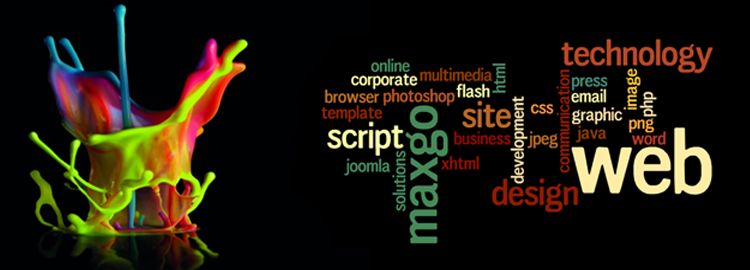 technology
online
corporate
multimedia
html
flash
browser
photoshop
template
script
joomla
solutions
maxgo
site
business
xhtml
development
css
jpeg
communication
press
email
graphic
java
image
php
png
word
design
web